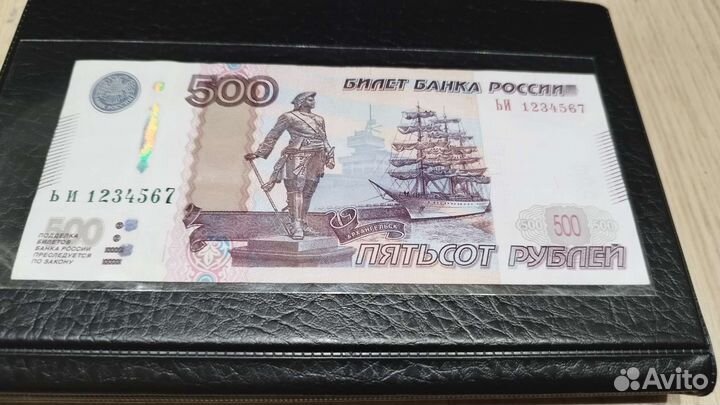 500
БИЛЕТ БАНКА РОССИИ
ЬИ 1234567
ЬИ 1234567
ПОДДЕЛКА
БИЛЕТОВ
БАНКА РОССИИ
ПРЕСЛЕДУЕТСЯ
ПО ЗАКОНУ
АРХАНГЕЛЬСК
500 500 500
ПЯТЬСОТ РУБЛЕЙ
Avito